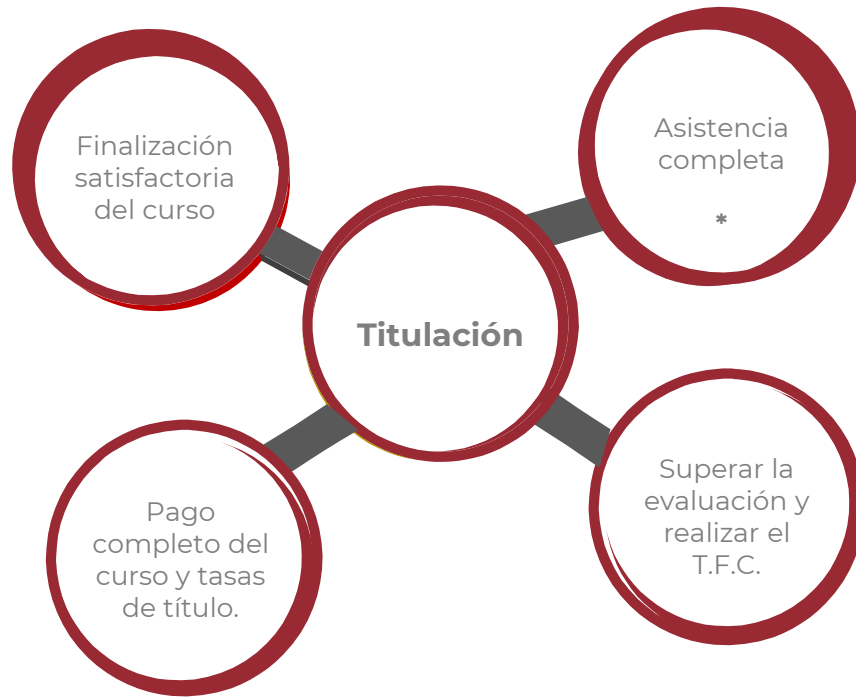 Finalización
satisfactoria
del curso
Asistencia
completa
*
Titulación
Pago
completo del
curso y tasas
de título.
Superar la
evaluación y
realizar el
T.F.C.